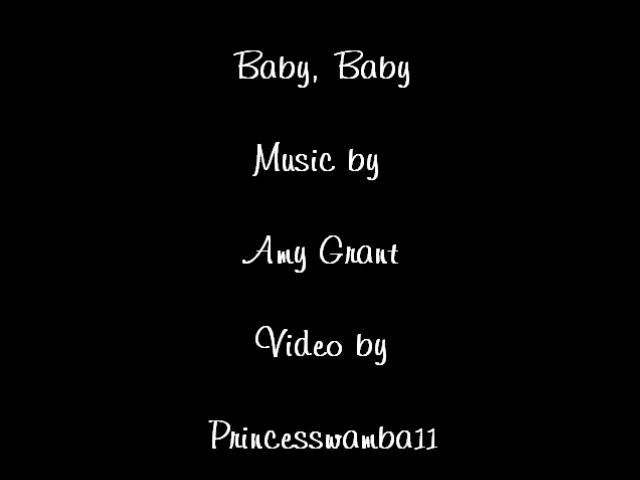 Baby, Baby
Music by
Amy Grant
Video by
Princesswamba11